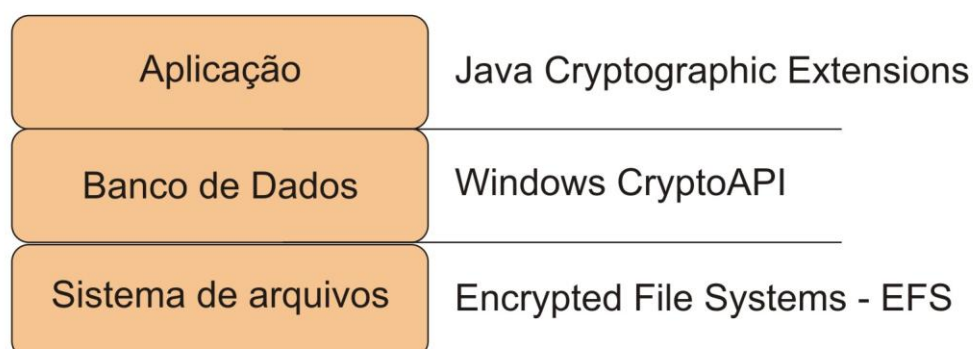 Aplicação
Java Cryptographic Extensions
Banco de Dados
Windows CryptoAPI
Sistema de arquivos
Encrypted File Systems - EFS